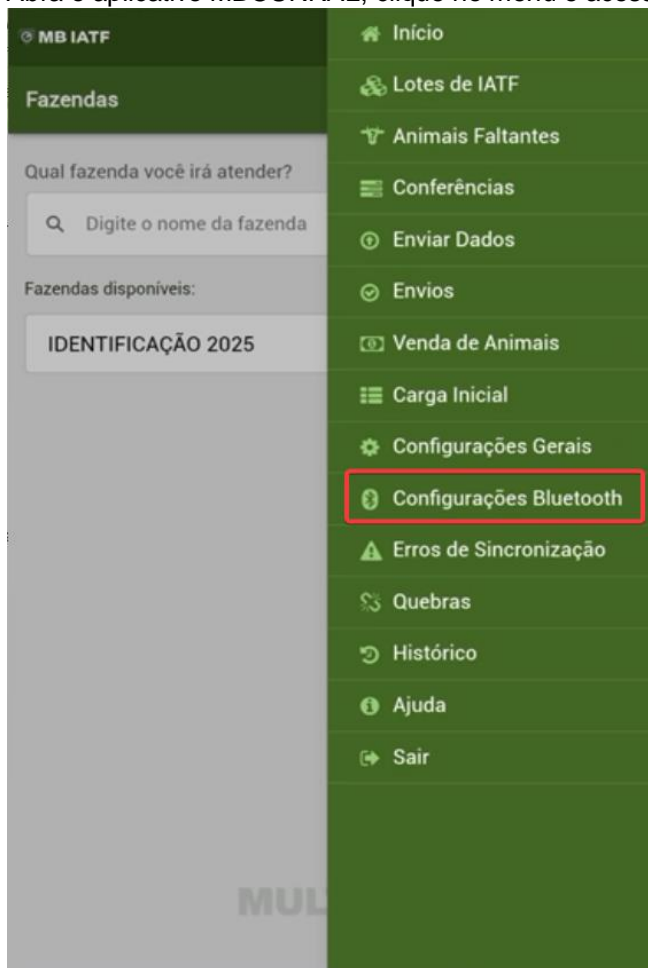 MB IATF
Fazendas
Qual fazenda você irá atender?
Digite o nome da fazenda
Fazendas disponíveis:
IDENTIFICAÇÃO 2025
Início
Lotes de IATF
Animais Faltantes
Conferências
Enviar Dados
Envios
Venda de Animais
Carga Inicial
Configurações Gerais
Configurações Bluetooth
Erros de Sincronização
Quebras
Histórico
Ajuda
Sair
MUL